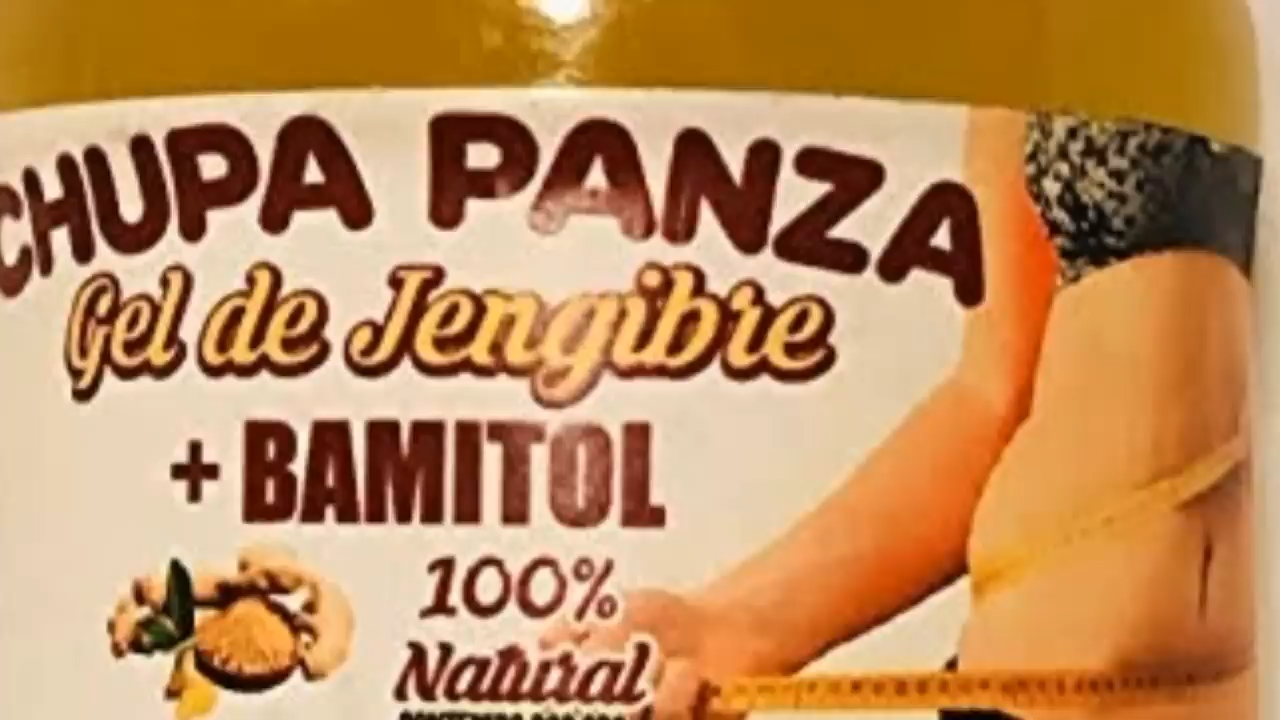 CHUPA PANZA
Gel de Jengibre
+ BAMITOL
100%
Natural